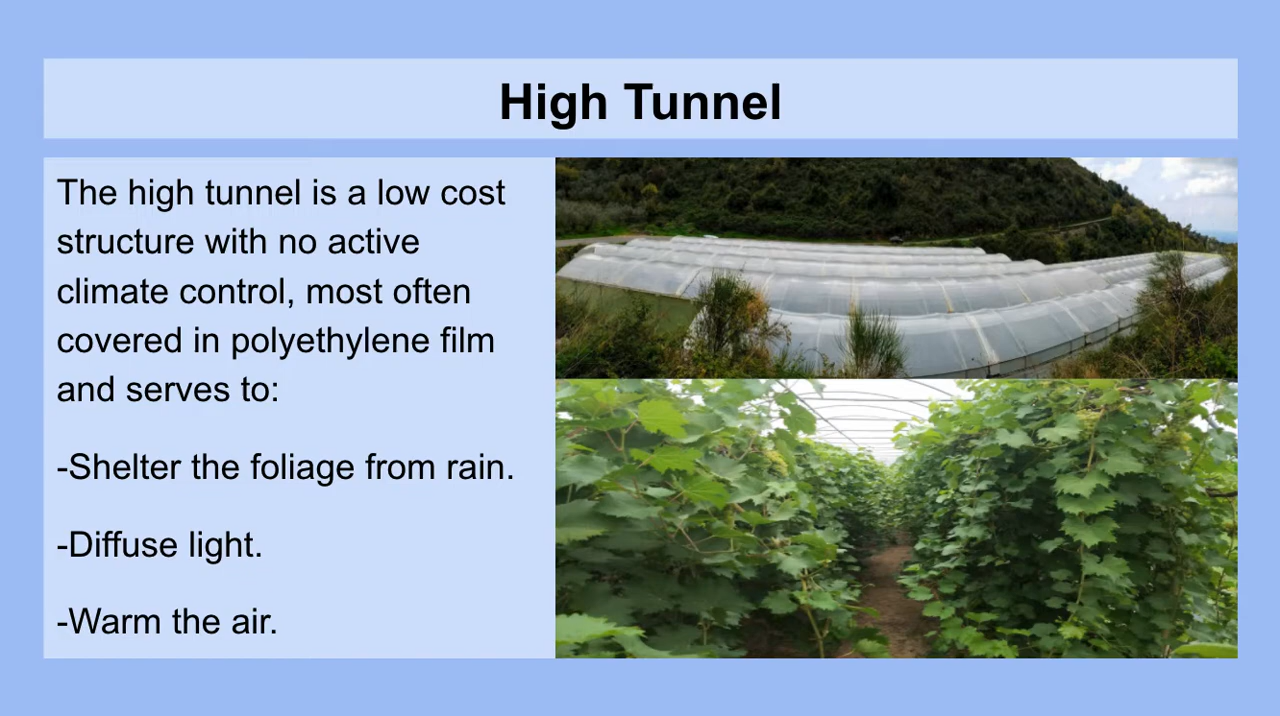 High Tunnel
The high tunnel is a low cost
structure with no active
climate control, most often
covered in polyethylene film
and serves to:
-Shelter the foliage from rain.
-Diffuse light.
-Warm the air.